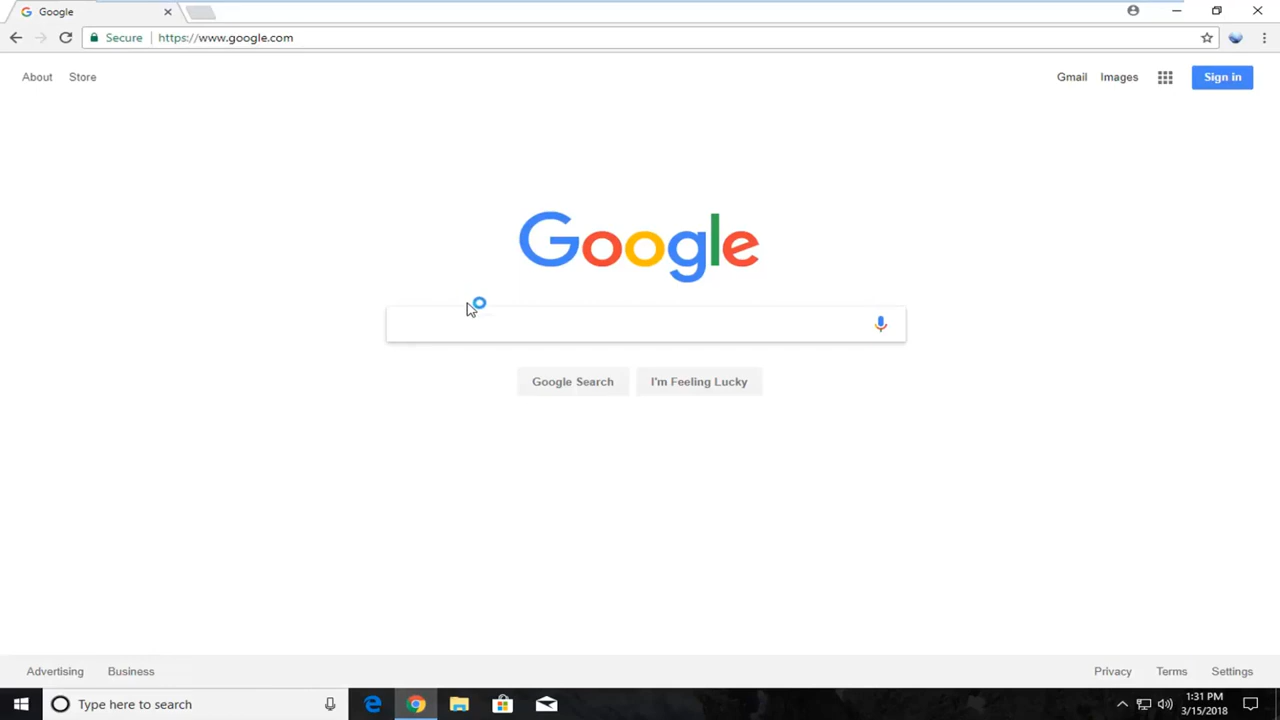 Google
Secure
https://www.google.com
About
Store
Gmail
Images
Sign in
Google
Google Search
I'm Feeling Lucky
Advertising
Business
Privacy
Terms
Settings
Type here to search
1:31 PM
3/15/2018